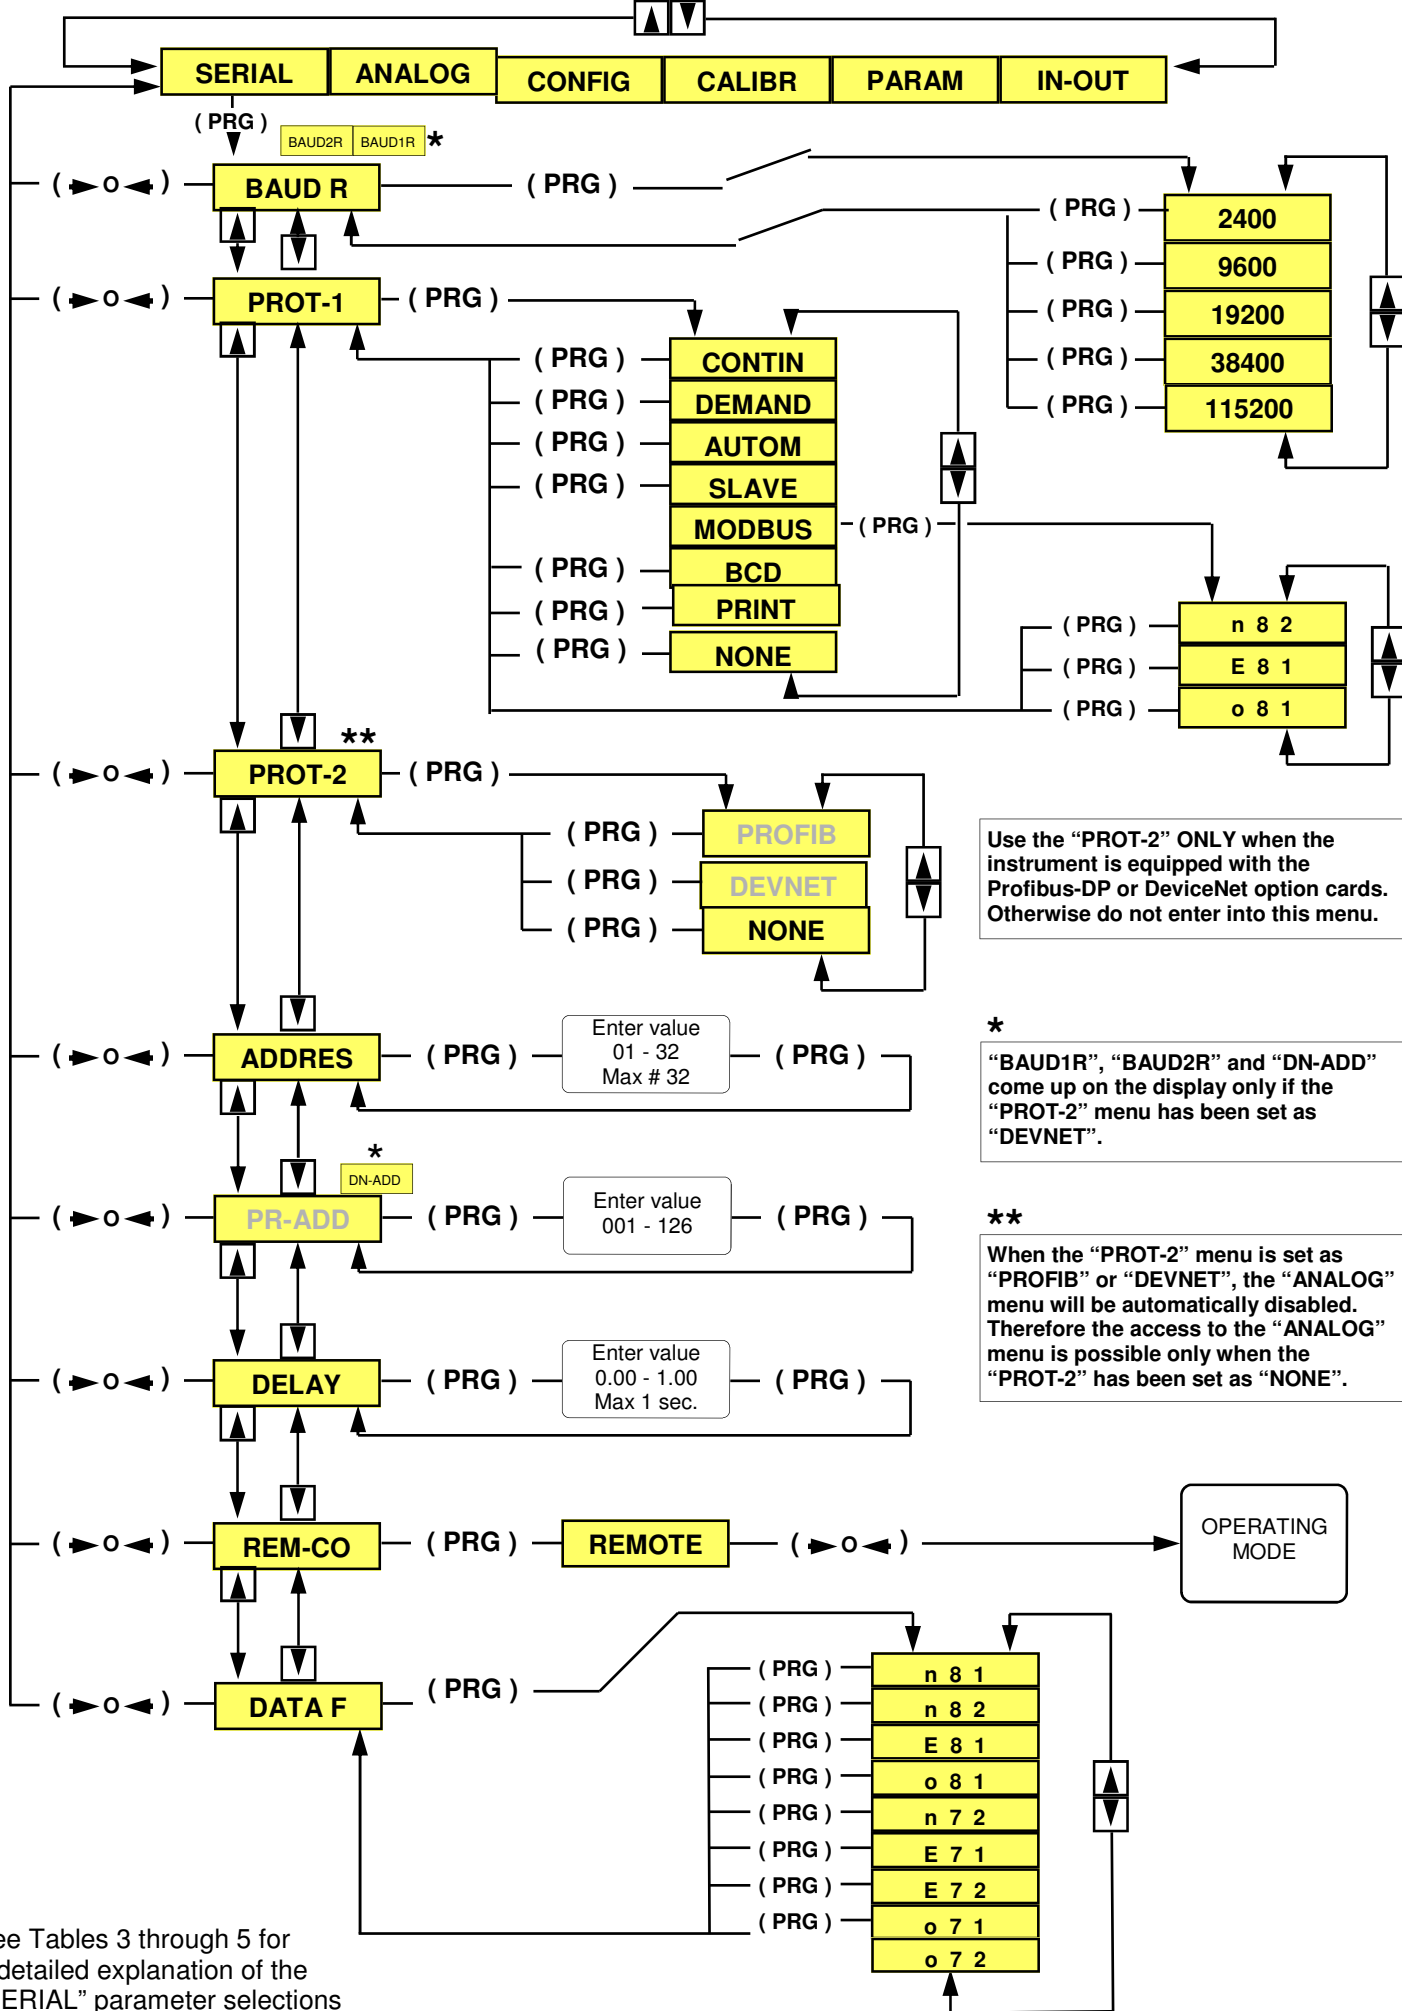 SERIAL ANALOG CONFIG CALIBR PARAM IN-OUT
( PRG )
BAUD2R BAUD1R *
( o ) BAUD R ( PRG )
( PRG ) 2400
( PRG ) 9600
( PRG ) 19200
( PRG ) 38400
( PRG ) 115200
( o ) PROT-1 ( PRG )
( PRG ) CONTIN
( PRG ) DEMAND
( PRG ) AUTOM
( PRG ) SLAVE
MODBUS ( PRG )
( PRG ) BCD
( PRG ) PRINT
( PRG ) NONE
( PRG ) n 8 2
( PRG ) E 8 1
( PRG ) o 8 1
**
( o ) PROT-2 ( PRG )
( PRG ) PROFIB
( PRG ) DEVNET
( PRG ) NONE
Use the “PROT-2” ONLY when the
instrument is equipped with the
Profibus-DP or DeviceNet option cards.
Otherwise do not enter into this menu.
( o ) ADDRES ( PRG )
Enter value
01 - 32
Max # 32
( PRG )
*
“BAUD1R”, “BAUD2R” and “DN-ADD”
come up on the display only if the
“PROT-2” menu has been set as
“DEVNET”.
*
DN-ADD
( o ) PR-ADD ( PRG )
Enter value
001 - 126
( PRG )
**
When the “PROT-2” menu is set as
“PROFIB” or “DEVNET”, the “ANALOG”
menu will be automatically disabled.
Therefore the access to the “ANALOG”
menu is possible only when the
“PROT-2” has been set as “NONE”.
( o ) DELAY ( PRG )
Enter value
0.00 - 1.00
Max 1 sec.
( PRG )
( o ) REM-CO ( PRG ) REMOTE ( o )
OPERATING
MODE
( o ) DATA F ( PRG )
( PRG ) n 8 1
( PRG ) n 8 2
( PRG ) E 8 1
( PRG ) o 8 1
( PRG ) n 7 2
( PRG ) E 7 1
( PRG ) E 7 2
( PRG ) o 7 1
o 7 2
ee Tables 3 through 5 for
detailed explanation of the
ERIAL” parameter selections